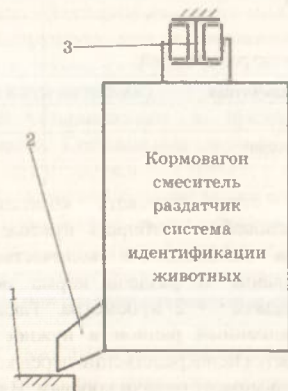 3
Кормовагон
смеситель
раздатчик
система
идентификации
животных
2
1